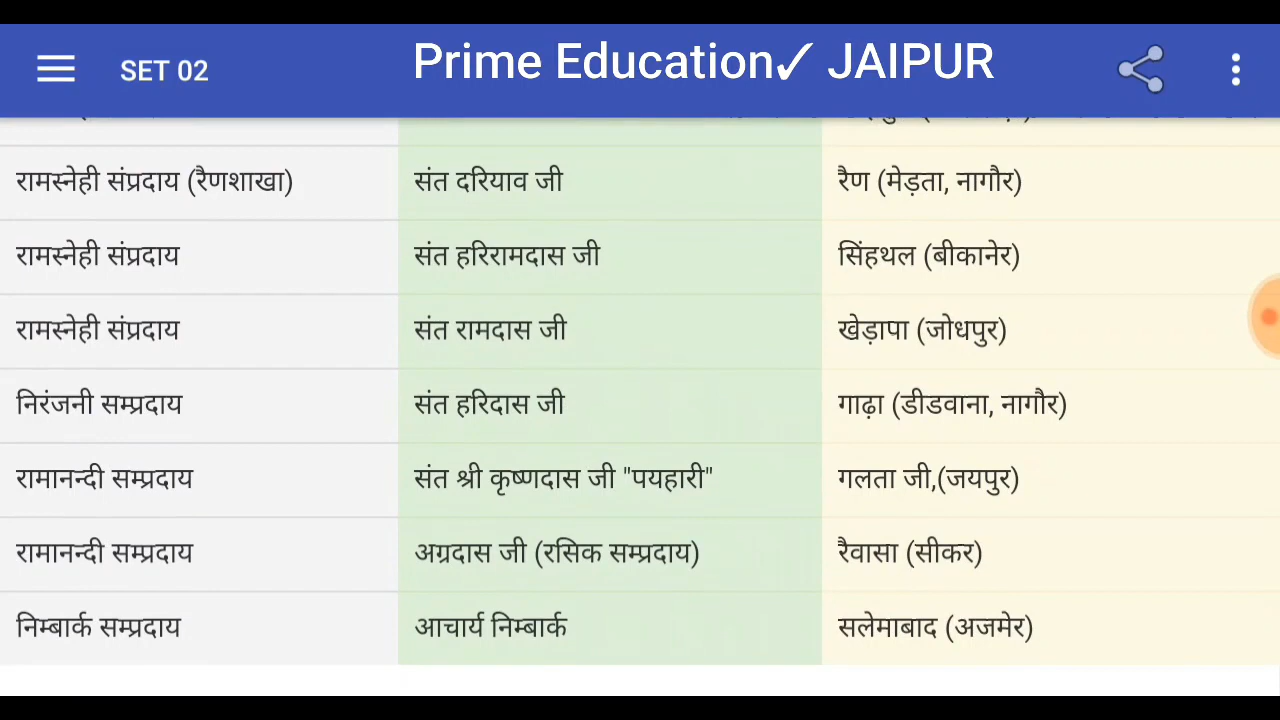 SET 02 Prime Education✓ JAIPUR
रामस्नेही संप्रदाय (रैणशाखा) संत दरियाव जी रैण (मेड़ता, नागौर)
रामस्नेही संप्रदाय संत हरिरामदास जी सिंहथल (बीकानेर)
रामस्नेही संप्रदाय संत रामदास जी खेड़ापा (जोधपुर)
निरंजनी सम्प्रदाय संत हरिदास जी गाढ़ा (डीडवाना, नागौर)
रामानन्दी सम्प्रदाय संत श्री कृष्णदास जी "पयहारी" गलता जी,(जयपुर)
रामानन्दी सम्प्रदाय अग्रदास जी (रसिक सम्प्रदाय) रैवासा (सीकर)
निम्बार्क सम्प्रदाय आचार्य निम्बार्क सलेमाबाद (अजमेर)